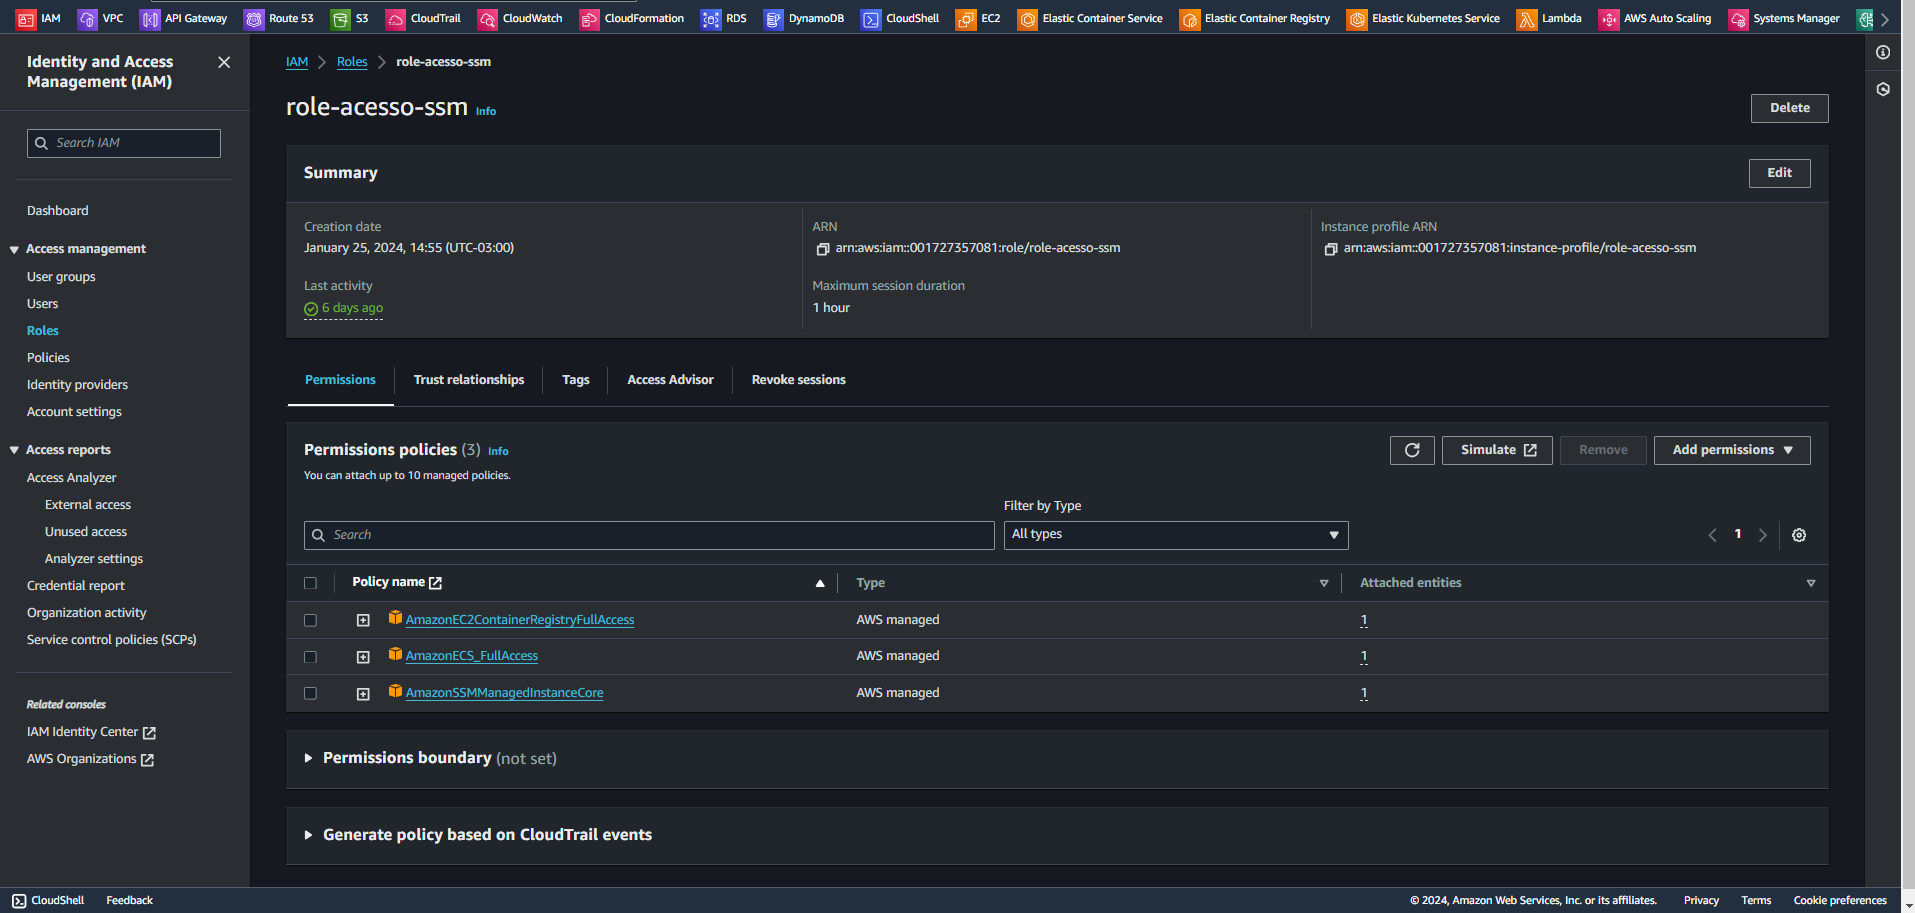 IAM VPC API Gateway Route 53 S3 CloudTrail CloudWatch CloudFormation RDS DynamoDB CloudShell EC2 Elastic Container Service Elastic Container Registry Elastic Kubernetes Service Lambda AWS Auto Scaling Systems Manager
Identity and Access
Management (IAM)
Search IAM
Dashboard
Access management
User groups
Users
Roles
Policies
Identity providers
Account settings
Access reports
Access Analyzer
External access
Unused access
Analyzer settings
Credential report
Organization activity
Service control policies (SCPs)
Related consoles
IAM Identity Center
AWS Organizations
IAM Roles role-acesso-ssm
role-acesso-ssm Info
Delete
Summary
Edit
Creation date
January 25, 2024, 14:55 (UTC-03:00)
Last activity
6 days ago
ARN
arn:aws:iam::001727357081:role/role-acesso-ssm
Maximum session duration
1 hour
Instance profile ARN
arn:aws:iam::001727357081:instance-profile/role-acesso-ssm
Permissions Trust relationships Tags Access Advisor Revoke sessions
Permissions policies (3) Info
You can attach up to 10 managed policies.
Simulate Remove Add permissions
Filter by Type
Search
All types
1
Policy name Type Attached entities
AmazonEC2ContainerRegistryFullAccess AWS managed 1
AmazonECS_FullAccess AWS managed 1
AmazonSSMManagedInstanceCore AWS managed 1
Permissions boundary (not set)
Generate policy based on CloudTrail events
CloudShell Feedback © 2024, Amazon Web Services, Inc. or its affiliates. Privacy Terms Cookie preferences